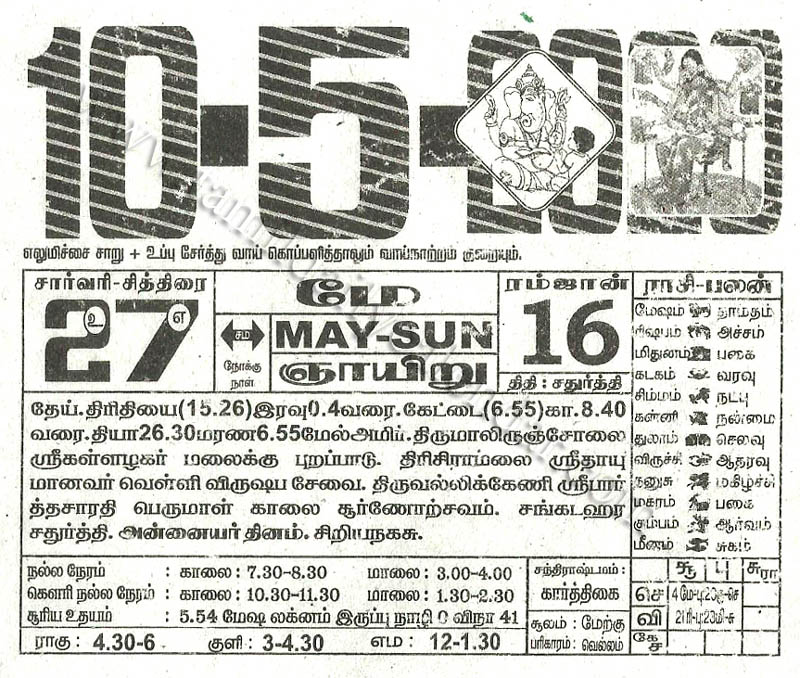 10-5-2020
எலுமிச்சை சாறு + உப்பு சேர்த்து வாய் கொப்பளித்தாலும் வாய்நாற்றம் குறையும்.
சார்வரி-சித்திரை
27
உ எ
சம
நோக்கு
நாள்
மே
MAY-SUN
ஞாயிறு
ரம்ஜான்
16
திதி : சதுர்த்தி
ராசி-பலன்
மேஷம் தாமதம்
ரிஷபம் அச்சம்
மிதுலாம் பகை
கடகம் வரவு
சிம்மம் நட்பு
கன்னி நன்மை
துலாம் செலவு
விருச்சி ஆதரவு
தனுசு மகிழ்ச்சி
மகரம் பகை
கும்பம் ஆர்வம்
மீனம் சுகம்
தேய். திரிதியை(15.26)இரவு0.4வரை. கேட்டை(6.55)கா.8.40
வரை. தியா26.30மரண6.55மேல்அமிர். திருமாலிருஞ்சோலை
ஸ்ரீகள்ளழகர் மலைக்கு புறப்பாடு. திரிசிராமலை ஸ்ரீதாயு
மானவர் வெள்ளி விருஷப சேவை. திருவல்லிக்கேணி ஸ்ரீபார்
த்தசாரதி பெருமாள் காலை சூர்ணோற்சவம். சங்கடஹர
சதுர்த்தி. அன்னையர் தினம். சிறியநகசு.
நல்ல நேரம் : காலை: 7.30-8.30 மாலை: 3.00-4.00
கௌரி நல்ல நேரம் : காலை: 10.30-11.30 மாலை: 1.30-2.30
சூரிய உதயம் : 5.54 மேஷ லக்னம் இருப்பு நாழி 0 விநா 41
ராகு : 4.30-6 குளி : 3-4.30 எம : 12-1.30
சந்திராஷ்டமம் :
கார்த்திகை
சூலம் : மேற்கு
பரிகாரம் : வெல்லம்
சூ பு சுரா
செ
வி
கே